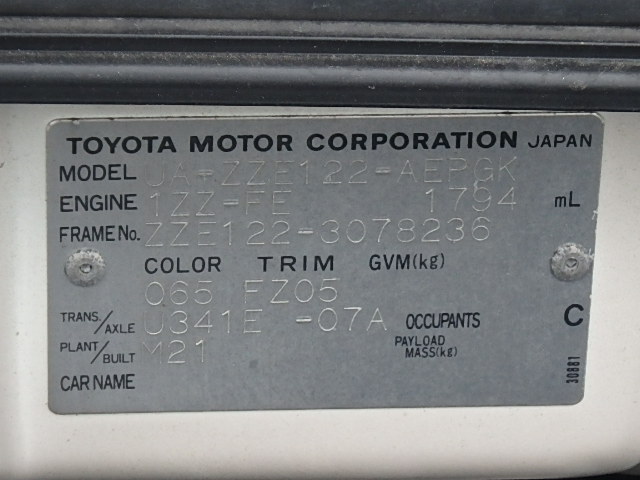 TOYOTA MOTOR CORPORATION JAPAN
MODEL UA-ZZE122-AEPGK
ENGINE 1ZZ-FE 1794 mL
FRAME No. ZZE122-3078236
COLOR TRIM GVM(kg)
065 FZ05
TRANS./AXLE U341E -07A OCCUPANTS C
PLANT/BUILT M21 PAYLOAD MASS(kg)
CAR NAME
30881